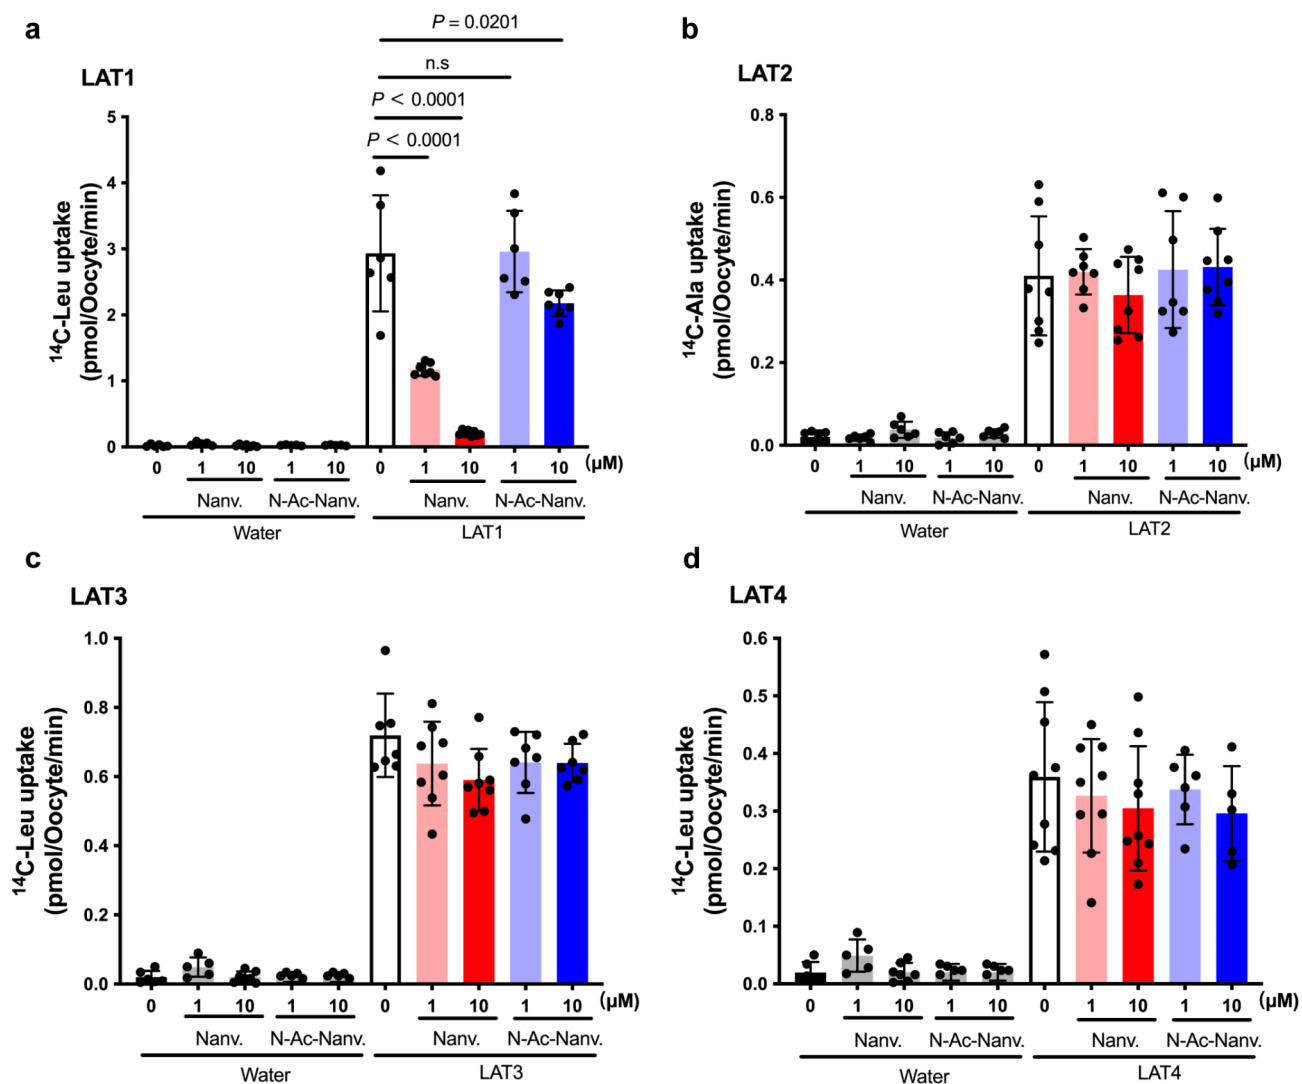 a
P = 0.0201
n.s
LAT1
P < 0.0001
P < 0.0001
5
4
3
2
1
0
14C-Leu uptake
(pmol/Oocyte/min)
0 1 10 1 10 0 1 10 1 10 (μM)
Nanv. N-Ac-Nanv. Nanv. N-Ac-Nanv.
Water LAT1
b
LAT2
0.8
0.6
0.4
0.2
0.0
14C-Ala uptake
(pmol/Oocyte/min)
0 1 10 1 10 0 1 10 1 10 (μM)
Nanv. N-Ac-Nanv. Nanv. N-Ac-Nanv.
Water LAT2
c
LAT3
1.0
0.8
0.6
0.4
0.2
0.0
14C-Leu uptake
(pmol/Oocyte/min)
0 1 10 1 10 0 1 10 1 10 (μM)
Nanv. N-Ac-Nanv. Nanv. N-Ac-Nanv.
Water LAT3
d
LAT4
0.6
0.5
0.4
0.3
0.2
0.1
0.0
14C-Leu uptake
(pmol/Oocyte/min)
0 1 10 1 10 0 1 10 1 10 (μM)
Nanv. N-Ac-Nanv. Nanv. N-Ac-Nanv.
Water LAT4